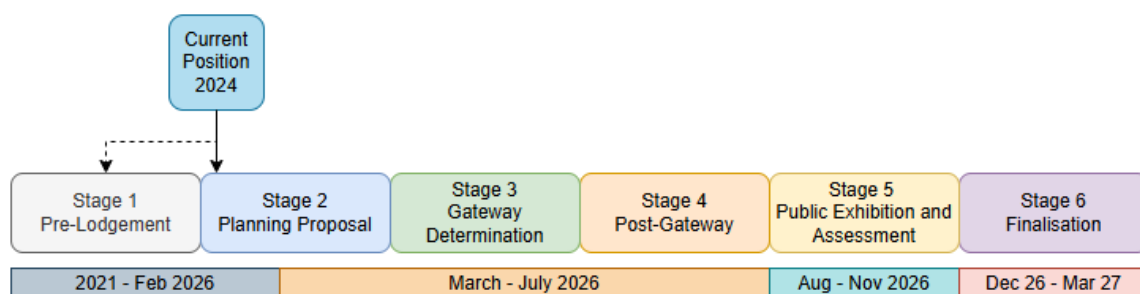 Current
Position
2024
Stage 1
Pre-Lodgement
Stage 2
Planning Proposal
Stage 3
Gateway
Determination
Stage 4
Post-Gateway
Stage 5
Public Exhibition and
Assessment
Stage 6
Finalisation
2021 - Feb 2026
March - July 2026
Aug - Nov 2026
Dec 26 - Mar 27